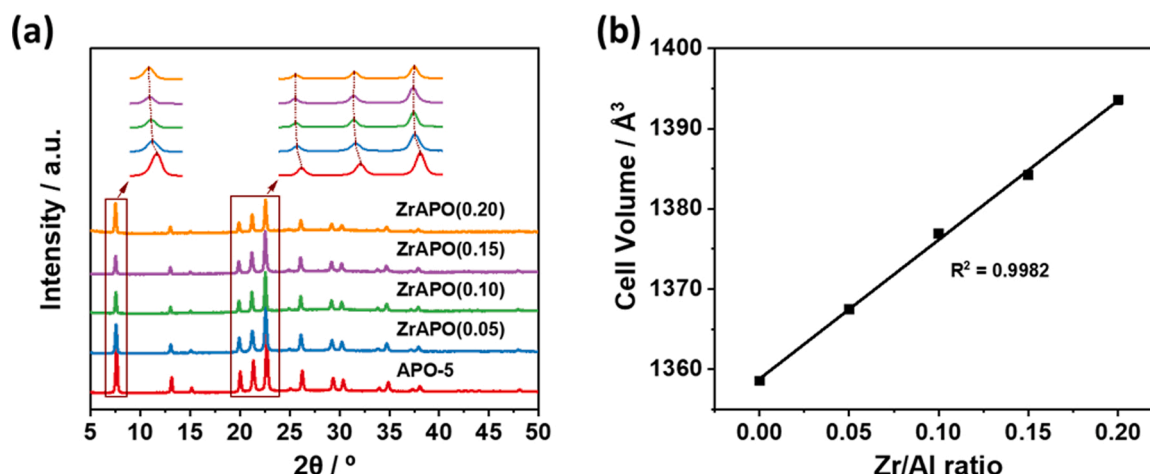 (a)
Intensity / a.u.
ZrAPO(0.20)
ZrAPO(0.15)
ZrAPO(0.10)
ZrAPO(0.05)
APO-5
5 10 15 20 25 30 35 40 45 50
2θ / º
(b)
Cell Volume / Å³
1400
1390
1380
1370
1360
R² = 0.9982
0.00 0.05 0.10 0.15 0.20
Zr/Al ratio